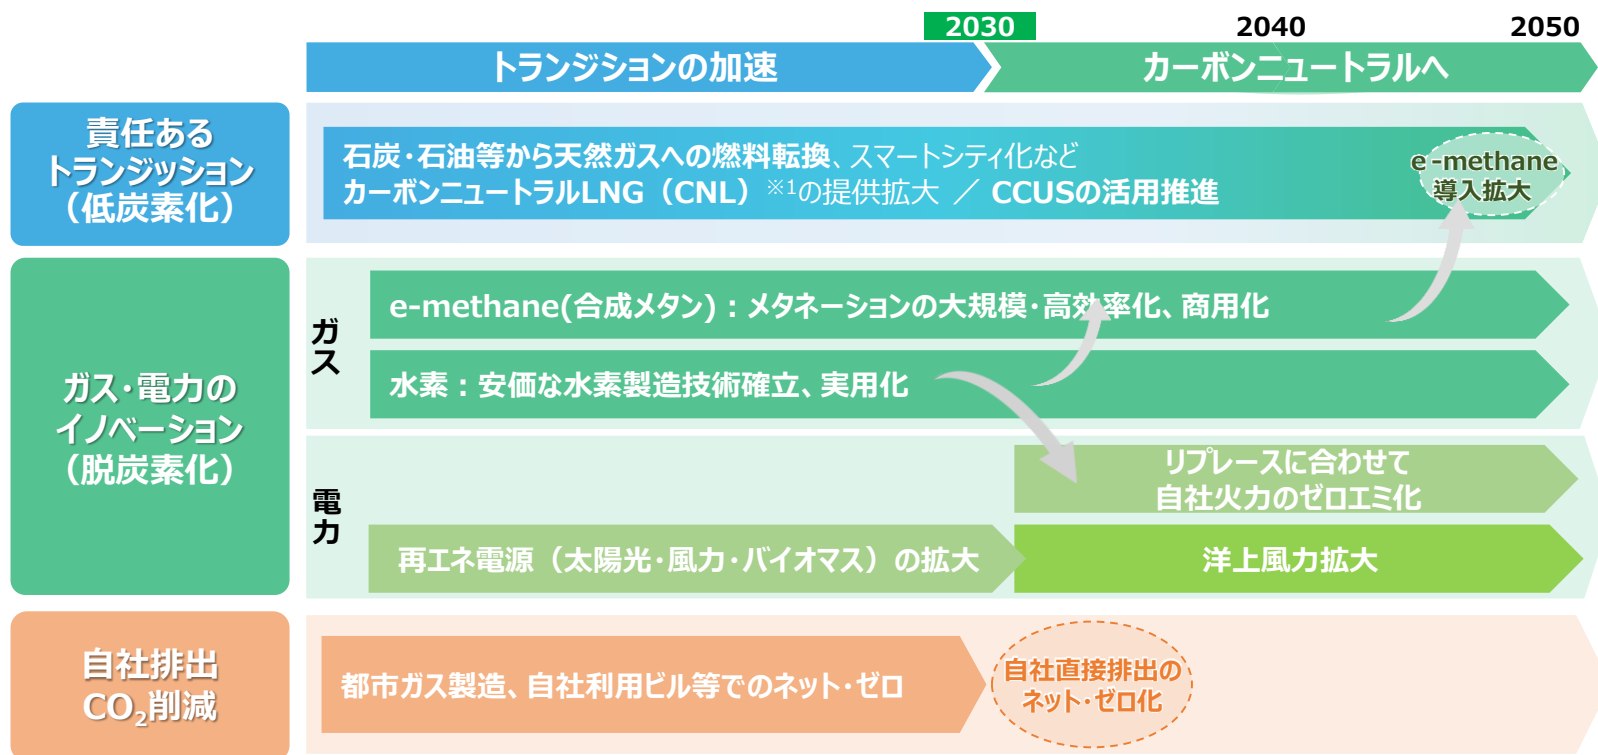 2030
2040
2050
トランジションの加速
カーボンニュートラルへ
責任ある
トランジッション
（低炭素化）
石炭・石油等から天然ガスへの燃料転換、スマートシティ化など
カーボンニュートラルLNG（CNL）※1の提供拡大 ／ CCUSの活用推進
e-methane
導入拡大
ガス・電力の
イノベーション
（脱炭素化）
ガス
e-methane(合成メタン)：メタネーションの大規模・高効率化、商用化
水素：安価な水素製造技術確立、実用化
電力
リプレースに合わせて
自社火力のゼロエミ化
再エネ電源（太陽光・風力・バイオマス）の拡大
洋上風力拡大
自社排出
CO₂削減
都市ガス製造、自社利用ビル等でのネット・ゼロ
自社直接排出の
ネット・ゼロ化